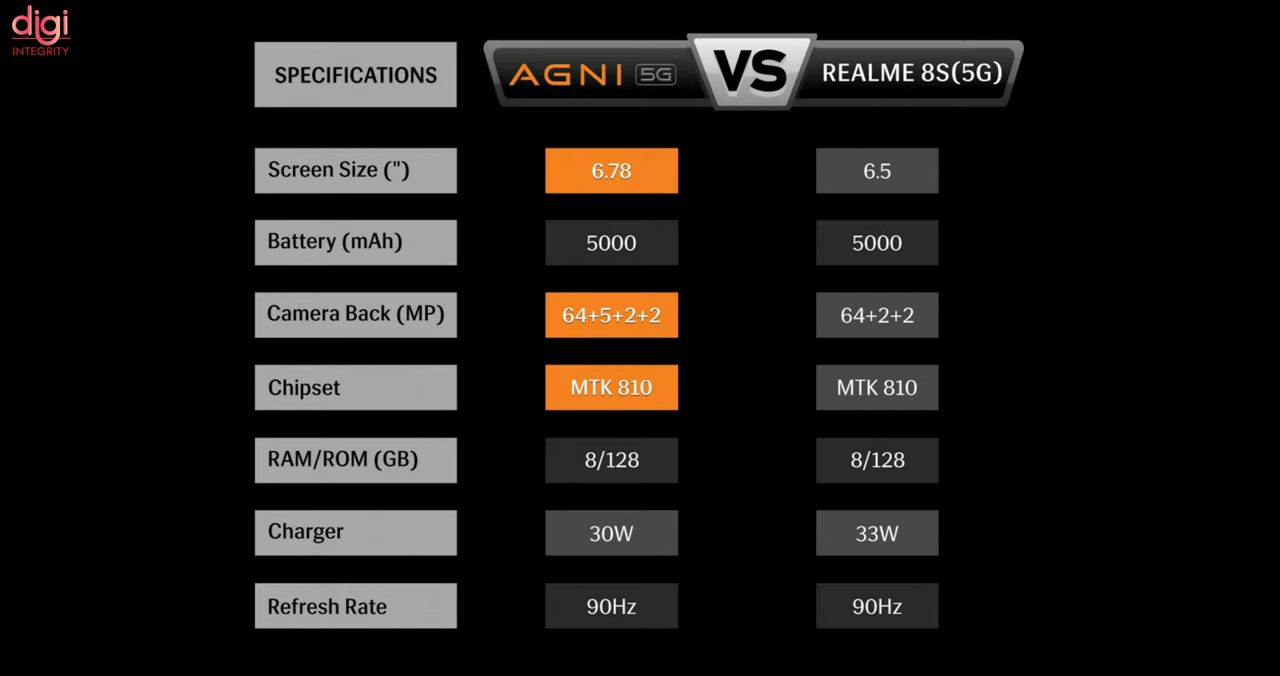 digi
INTEGRITY
SPECIFICATIONS AGNI 5G VS REALME 8S(5G)
Screen Size (") 6.78 6.5
Battery (mAh) 5000 5000
Camera Back (MP) 64+5+2+2 64+2+2
Chipset MTK 810 MTK 810
RAM/ROM (GB) 8/128 8/128
Charger 30W 33W
Refresh Rate 90Hz 90Hz